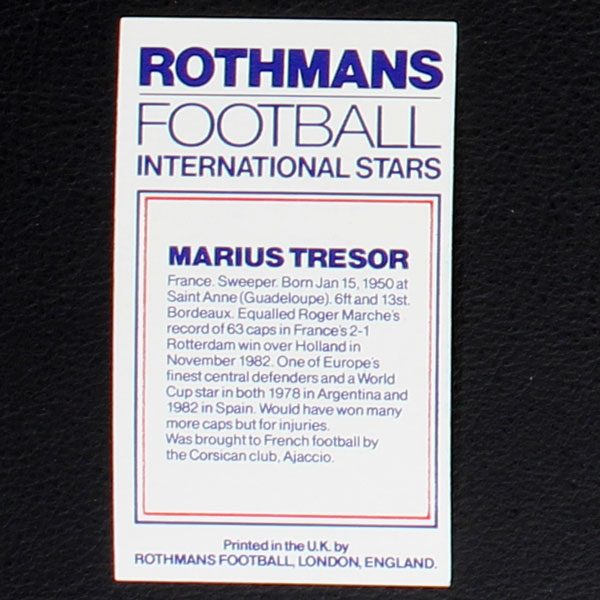 ROTHMANS
FOOTBALL
INTERNATIONAL STARS
MARIUS TRESOR
France. Sweeper. Born Jan 15, 1950 at
Saint Anne (Guadeloupe). 6ft and 13st.
Bordeaux. Equalled Roger Marche's
record of 63 caps in France's 2-1
Rotterdam win over Holland in
November 1982. One of Europe's
finest central defenders and a World
Cup star in both 1978 in Argentina and
1982 in Spain. Would have won many
more caps but for injuries.
Was brought to French football by
the Corsican club, Ajaccio.
Printed in the U.K. by
ROTHMANS FOOTBALL, LONDON, ENGLAND.